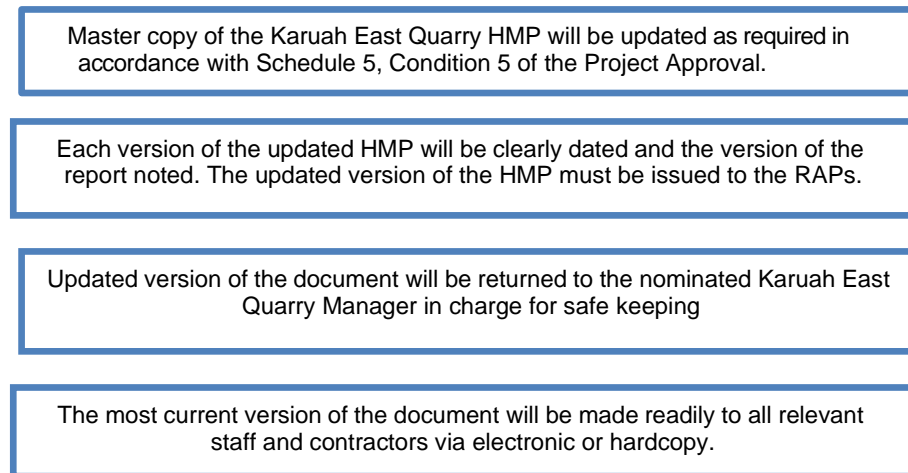 Master copy of the Karuah East Quarry HMP will be updated as required in
accordance with Schedule 5, Condition 5 of the Project Approval.
Each version of the updated HMP will be clearly dated and the version of the
report noted. The updated version of the HMP must be issued to the RAPs.
Updated version of the document will be returned to the nominated Karuah East
Quarry Manager in charge for safe keeping
The most current version of the document will be made readily to all relevant
staff and contractors via electronic or hardcopy.